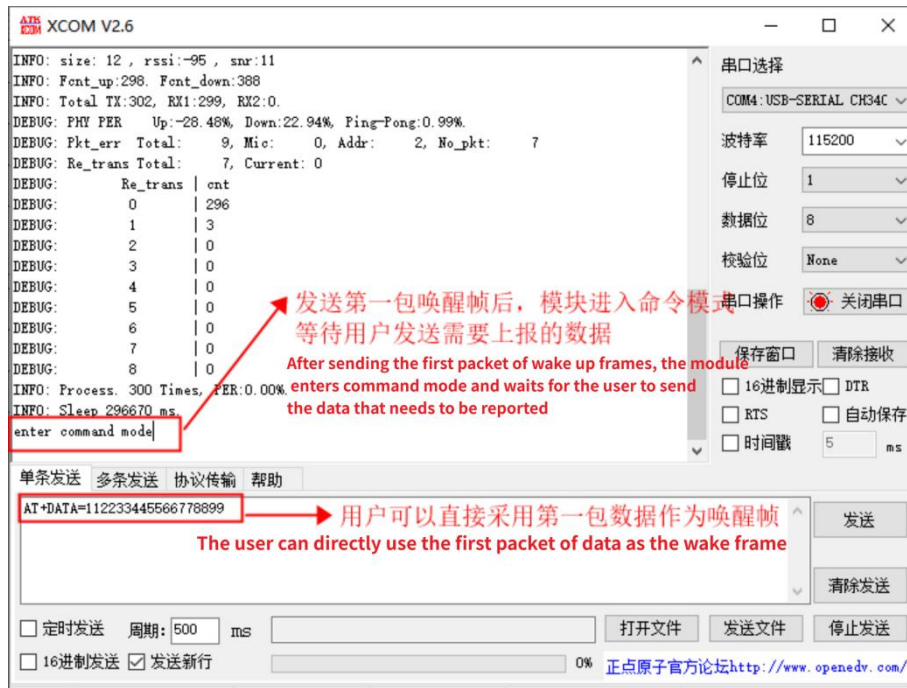 ATK XCOM XCOM V2.6
INFO: size: 12 , rssi:-95 , snr:11
INFO: Fcnt_up:298. Fcnt_down:388
INFO: Total TX:302, RX1:299, RX2:0.
DEBUG: PHY PER   Up:-28.48%, Down:22.94%, Ping-Pong:0.99%.
DEBUG: Pkt_err Total:   9, Mic:   0, Addr:   2, No_pkt:   7
DEBUG: Re_trans Total:   7, Current: 0
DEBUG:   Re_trans | cnt
DEBUG:   0   | 296
DEBUG:   1   | 3
DEBUG:   2   | 0
DEBUG:   3   | 0
DEBUG:   4   | 0
DEBUG:   5   | 0
DEBUG:   6   | 0
DEBUG:   7   | 0
DEBUG:   8   | 0
INFO: Process. 300 Times, PER:0.00%.
INFO: Sleep 296670 ms.
enter command mode
发送第一包唤醒帧后，模块进入命令模式
等待用户发送需要上报的数据
After sending the first packet of wake up frames, the module
enters command mode and waits for the user to send
the data that needs to be reported
串口选择
COM4:USB-SERIAL CH34C
波特率 115200
停止位 1
数据位 8
校验位 None
串口操作 关闭串口
保存窗口 清除接收
16进制显示 DTR
RTS 自动保存
时间戳 5 ms
单条发送 多条发送 协议传输 帮助
AT+DATA=112233445566778899
用户可以直接采用第一包数据作为唤醒帧
The user can directly use the first packet of data as the wake frame
发送
清除发送
定时发送 周期: 500 ms 打开文件 发送文件 停止发送
16进制发送 发送新行 0% 正点原子官方论坛http://www.openedv.com/